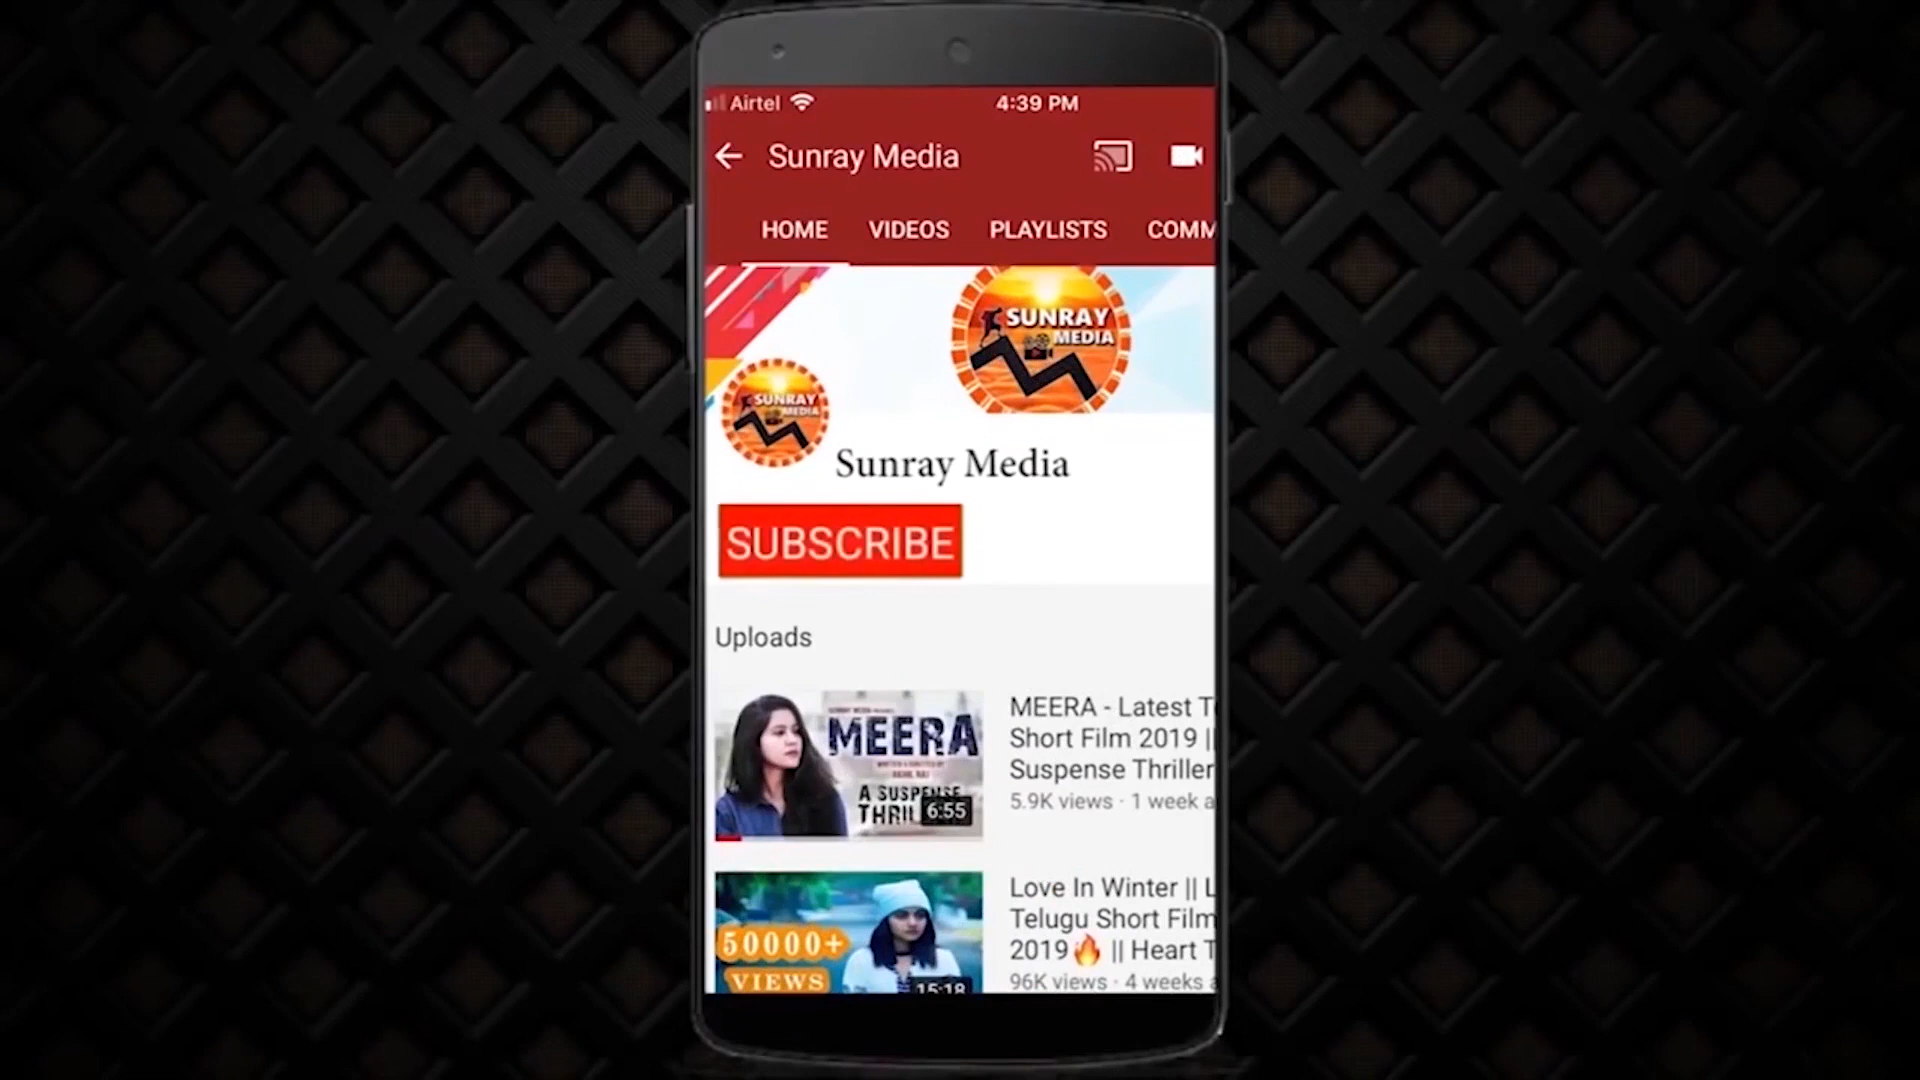 Airtel
4:39 PM
Sunray Media
HOME
VIDEOS
PLAYLISTS
COMM
SUNRAY
MEDIA
SUNRAY
MEDIA
Sunray Media
SUBSCRIBE
Uploads
MEERA
A SUSPENSE
6:55
MEERA - Latest
Short Film 2019 ||
Suspense Thriller
5.9K views · 1 week
50000+
VIEWS
15:18
Love In Winter ||
Telugu Short Film
2019🔥 || Heart
96K views · 4 weeks